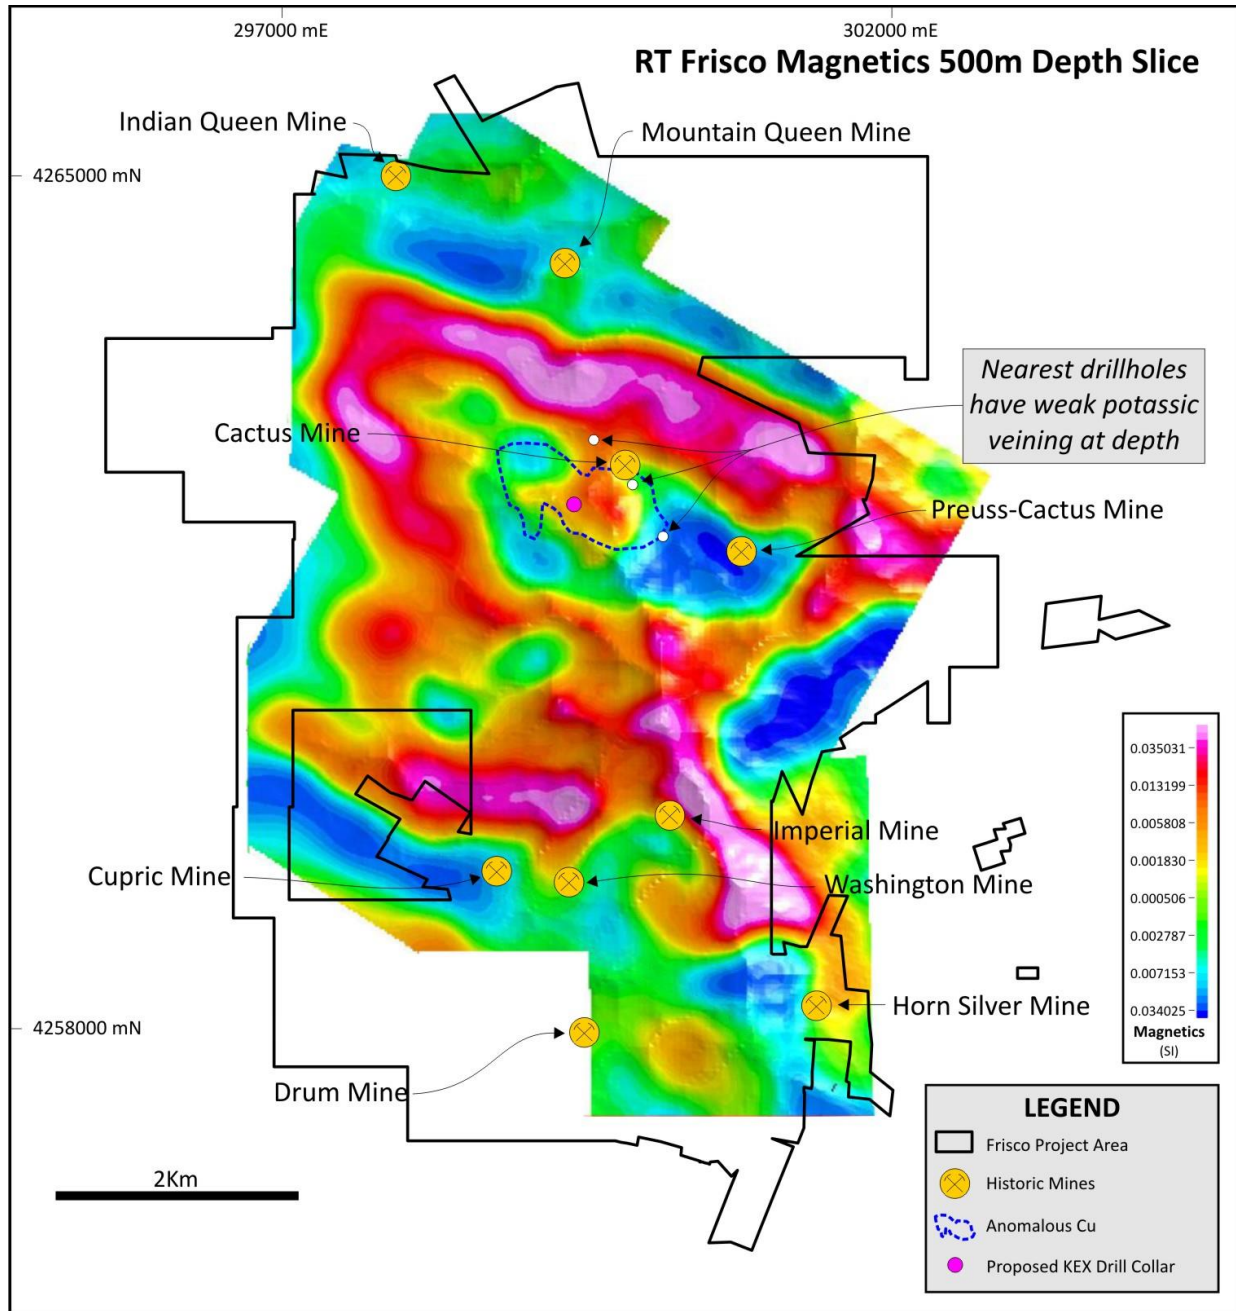 297000 mE
302000 mE
RT Frisco Magnetics 500m Depth Slice
Indian Queen Mine
Mountain Queen Mine
4265000 mN
Nearest drillholes
have weak potassic
veining at depth
Cactus Mine
Preuss-Cactus Mine
0.035031
0.013199
0.005808
0.001830
0.000506
0.002787
0.007153
0.034025
Magnetics
(SI)
Imperial Mine
Cupric Mine
Washington Mine
Horn Silver Mine
4258000 mN
Drum Mine
2Km
LEGEND
Frisco Project Area
Historic Mines
Anomalous Cu
Proposed KEX Drill Collar